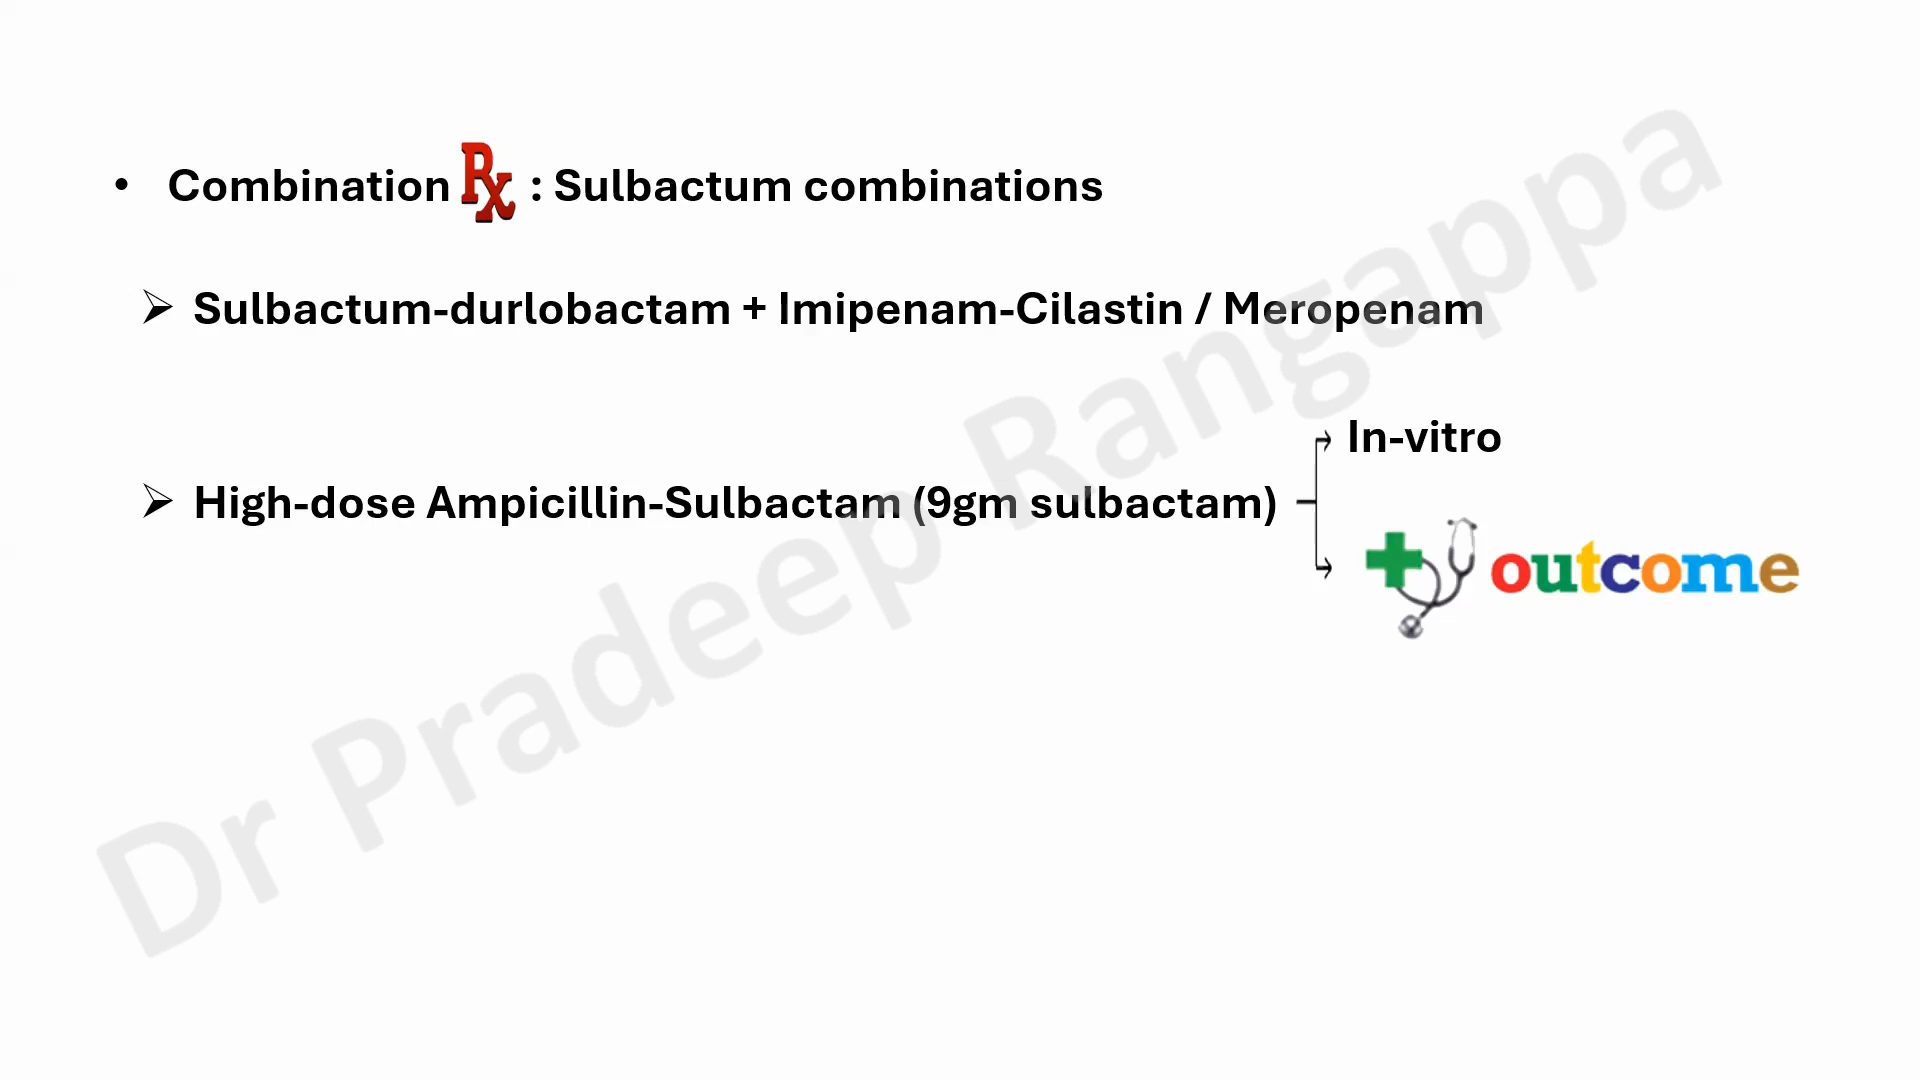 • Combination Rx : Sulbactum combinations
➢ Sulbactum-durlobactam + Imipenam-Cilastin / Meropenam
In-vitro
➢ High-dose Ampicillin-Sulbactam (9gm sulbactam)
outcome
Dr Pradeep Rangappa